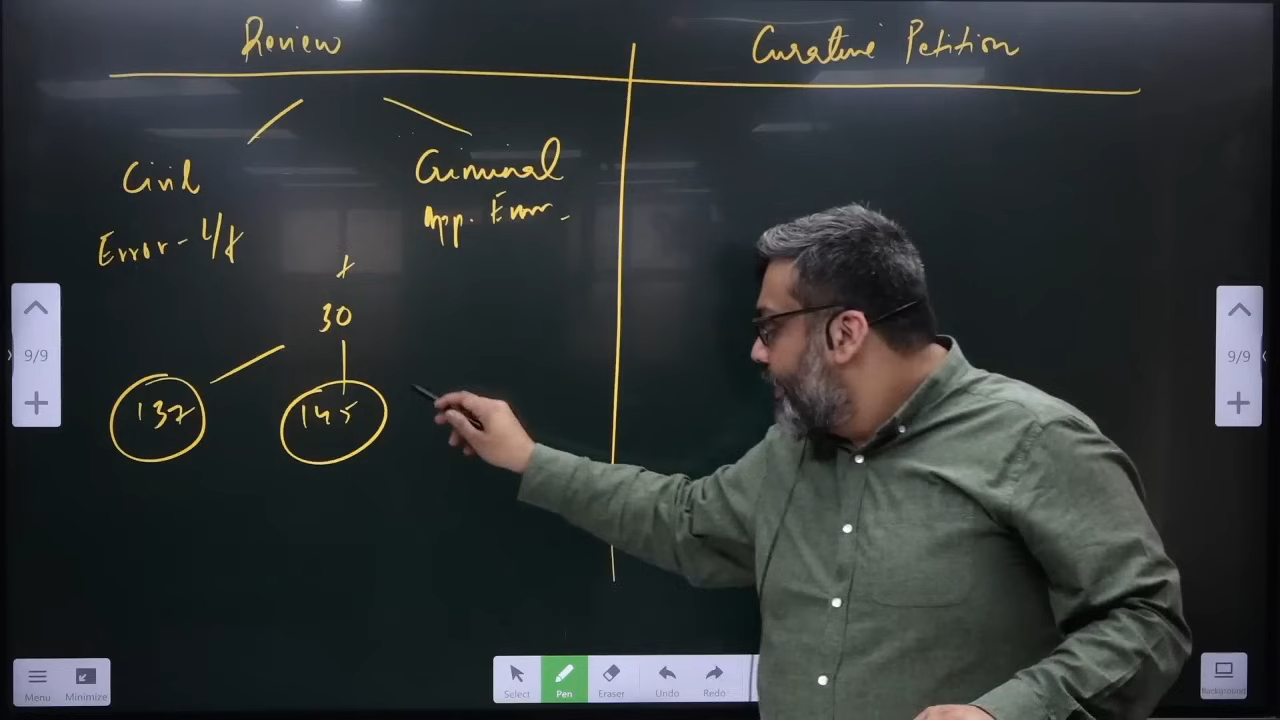 Review
Curative Petition
Civil
Criminal
Error - L/F
App. Error -
30
137
145
9/9
9/9
Menu
Minimize
Select
Pen
Eraser
Undo
Redo
Background